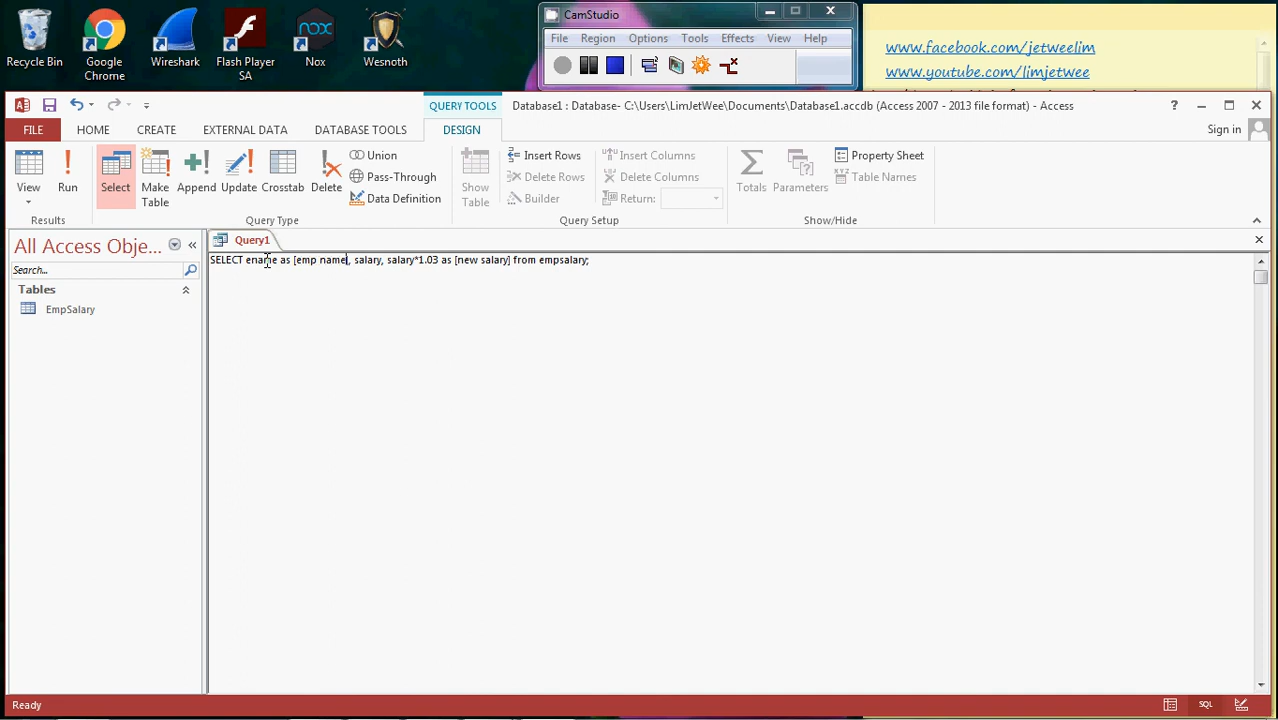 Recycle Bin
Google Chrome
Wireshark
Flash Player SA
nox
Nox
Wesnoth
CamStudio
File Region Options Tools Effects View Help
www.facebook.com/jetweelim
www.youtube.com/limjetwee
QUERY TOOLS
Database1 : Database- C:\Users\LimJetWee\Documents\Database1.accdb (Access 2007 - 2013 file format) - Access
FILE HOME CREATE EXTERNAL DATA DATABASE TOOLS DESIGN Sign in
View Run Select Make Table Append Update Crosstab Delete
Union
Pass-Through
Data Definition
Show Table
Insert Rows
Delete Rows
Builder
Insert Columns
Delete Columns
Return:
Totals Parameters
Property Sheet
XYZ Table Names
Results Query Type Query Setup Show/Hide
All Access Obje...
Search...
Tables
EmpSalary
Query1
SELECT ename as [emp name], salary, salary*1.03 as [new salary] from empsalary;
Ready
SQL